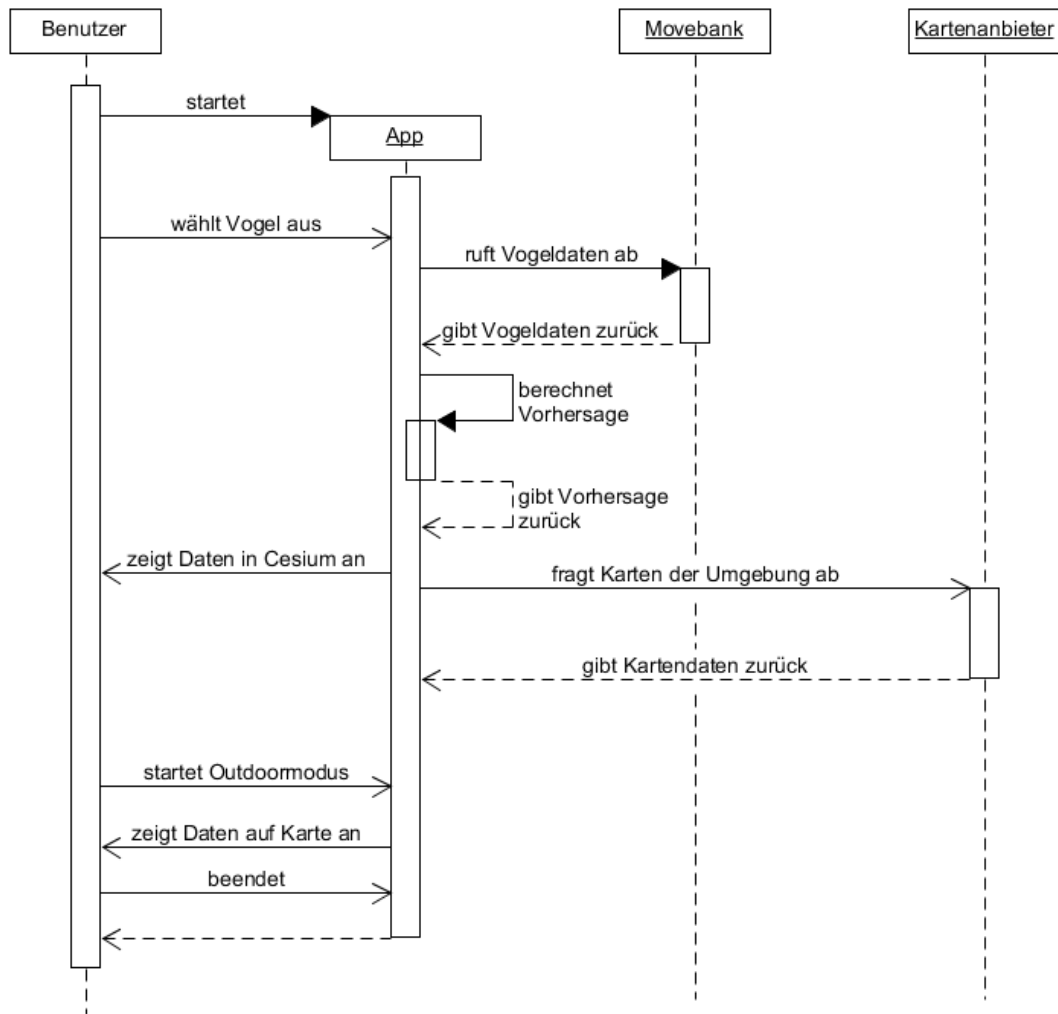 Benutzer
Movebank
Kartenanbieter
startet
App
wählt Vogel aus
ruft Vogeldaten ab
gibt Vogeldaten zurück
berechnet
Vorhersage
gibt Vorhersage
zurück
zeigt Daten in Cesium an
fragt Karten der Umgebung ab
gibt Kartendaten zurück
startet Outdoormodus
zeigt Daten auf Karte an
beendet